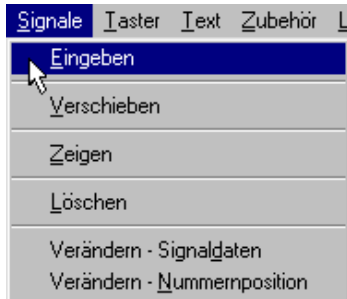 Signale Taster Text Zubehör L
Eingeben
Verschieben
Zeigen
Löschen
Verändern - Signaldaten
Verändern - Nummernposition